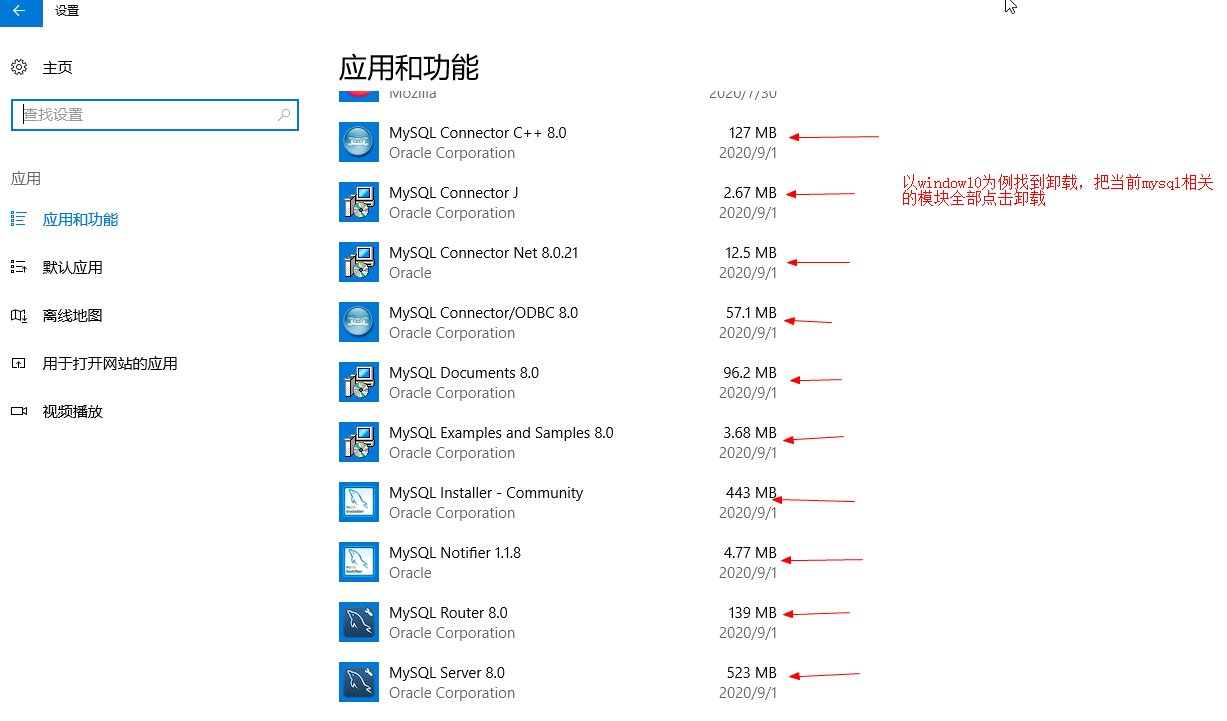 设置
主页
查找设置
应用
应用和功能
默认应用
离线地图
用于打开网站的应用
视频播放
应用和功能
Mozilla 2020/7/30
MySQL Connector C++ 8.0 127 MB
Oracle Corporation 2020/9/1
MySQL Connector J 2.67 MB
Oracle Corporation 2020/9/1
MySQL Connector Net 8.0.21 12.5 MB
Oracle 2020/9/1
MySQL Connector/ODBC 8.0 57.1 MB
Oracle Corporation 2020/9/1
MySQL Documents 8.0 96.2 MB
Oracle Corporation 2020/9/1
MySQL Examples and Samples 8.0 3.68 MB
Oracle Corporation 2020/9/1
MySQL Installer - Community 443 MB
Oracle Corporation 2020/9/1
MySQL Notifier 1.1.8 4.77 MB
Oracle 2020/9/1
MySQL Router 8.0 139 MB
Oracle Corporation 2020/9/1
MySQL Server 8.0 523 MB
Oracle Corporation 2020/9/1
以window10为例找到卸载，把当前mysql相关
的模块全部点击卸载